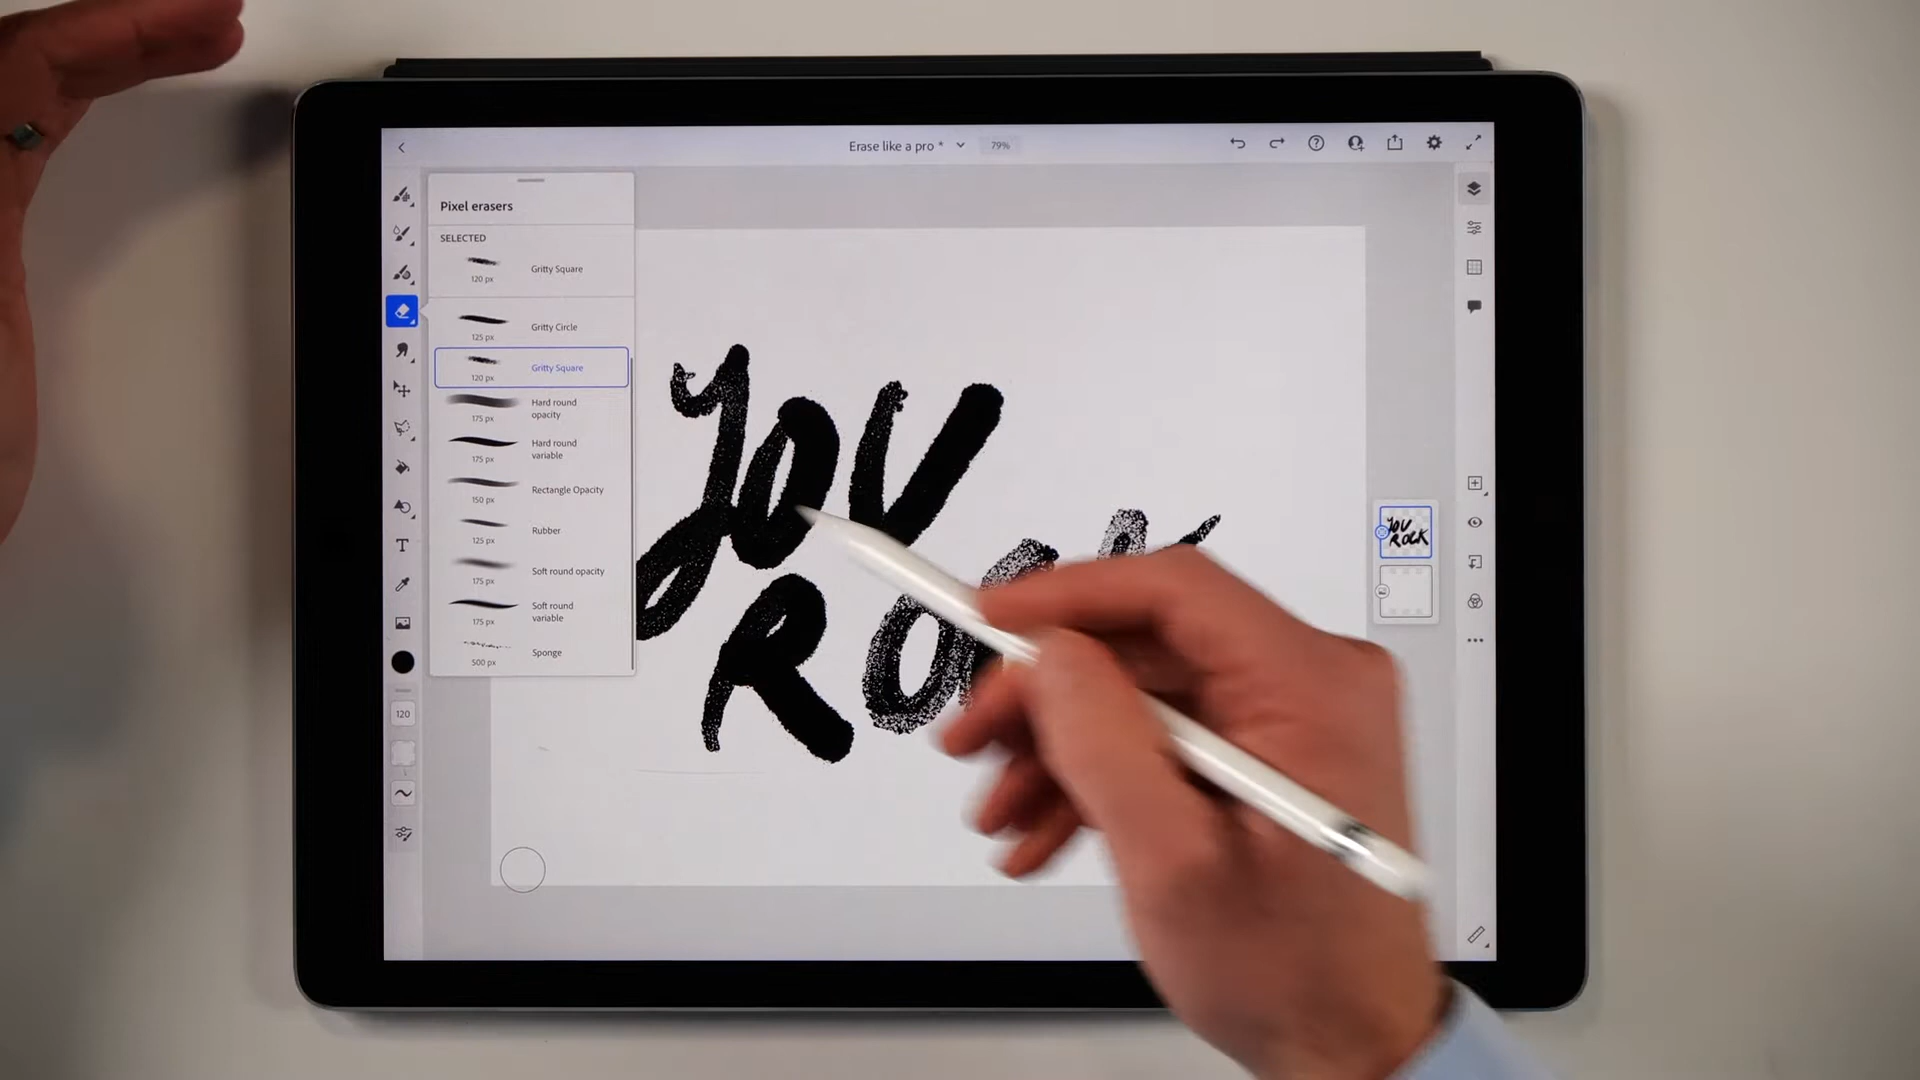 Erase like a pro *
79%
Pixel erasers
SELECTED
120 px
Gritty Square
125 px
Gritty Circle
120 px
Gritty Square
175 px
Hard round
opacity
175 px
Hard round
variable
150 px
Rectangle Opacity
125 px
Rubber
175 px
Soft round opacity
175 px
Soft round
variable
500 px
Sponge
T
120
YOU
ROCK
YOU
ROCK